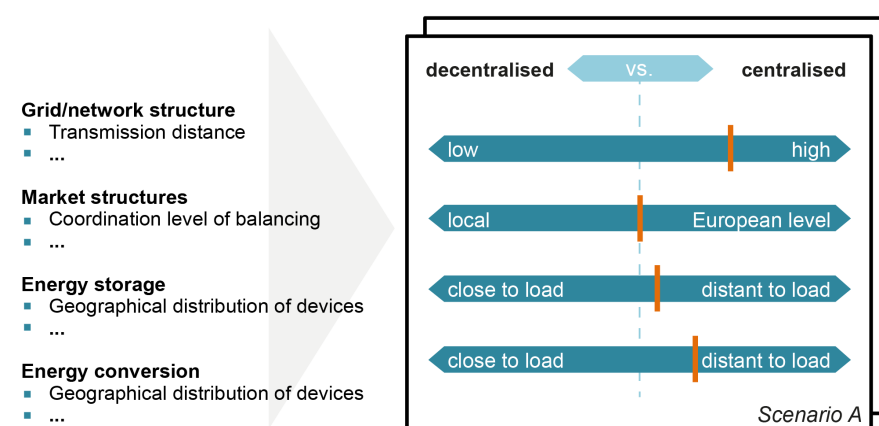 decentralised vs. centralised
Grid/network structure
Transmission distance
...
low high
Market structures
Coordination level of balancing
...
local European level
Energy storage
Geographical distribution of devices
...
close to load distant to load
Energy conversion
Geographical distribution of devices
...
close to load distant to load
Scenario A